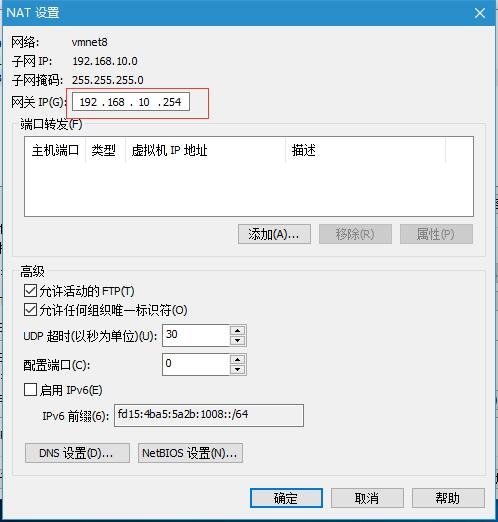 NAT 设置
网络: vmnet8
子网 IP: 192.168.10.0
子网掩码: 255.255.255.0
网关 IP(G): 192 . 168 . 10 . 254
端口转发(F)
主机端口 类型 虚拟机 IP 地址 描述
添加(A)... 移除(R) 属性(P)
高级
允许活动的 FTP(T)
允许任何组织唯一标识符(O)
UDP 超时(以秒为单位)(U): 30
配置端口(C): 0
启用 IPv6(E)
IPv6 前缀(6): fd15:4ba5:5a2b:1008::/64
DNS 设置(D)... NetBIOS 设置(N)...
确定 取消 帮助